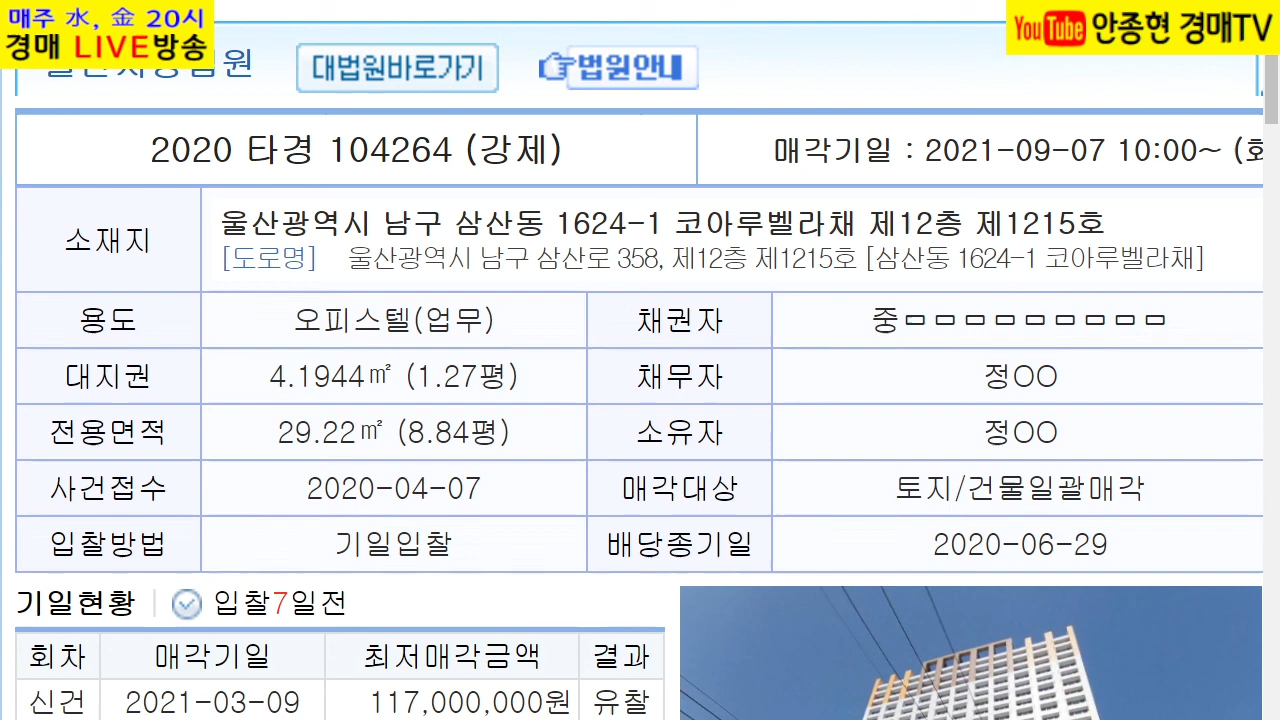 매주 水, 金 20시
경매 LIVE방송
YouTube 안종현 경매TV
대법원바로가기
법원안내
2020 타경 104264 (강제)
매각기일 : 2021-09-07 10:00~
소재지
울산광역시 남구 삼산동 1624-1 코아루벨라채 제12층 제1215호
[도로명] 울산광역시 남구 삼산로 358, 제12층 제1215호 [삼산동 1624-1 코아루벨라채]
용도 오피스텔(업무) 채권자 중ㅁㅁㅁㅁㅁㅁㅁㅁㅁ
대지권 4.1944㎡ (1.27평) 채무자 정○○
전용면적 29.22㎡ (8.84평) 소유자 정○○
사건접수 2020-04-07 매각대상 토지/건물일괄매각
입찰방법 기일입찰 배당종기일 2020-06-29
기일현황 입찰7일전
회차 매각기일 최저매각금액 결과
신건 2021-03-09 117,000,000원 유찰